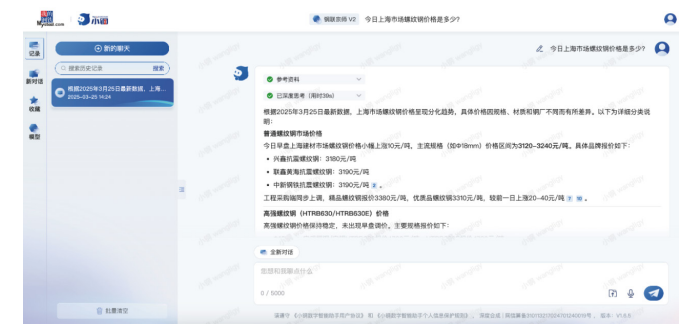 Mysteel.com 小钢
钢联宗师 V2 今日上海市场螺纹钢价格是多少?
记录
新对话
收藏
模型
新的聊天
搜索历史记录 搜索
根据2025年3月25日最新数据，上海...
2025-03-25 14:24
批量清空
今日上海市场螺纹钢价格是多少?
参考资料
已深度思考（用时39s）
根据2025年3月25日最新数据，上海市场螺纹钢价格呈现分化趋势，具体价格因规格、材质和钢厂不同而有所差异。以下为详细分类说
明：
普通螺纹钢市场价格
今日早盘上海建材市场螺纹钢价格小幅上涨10元/吨，主流规格（如Φ18mm）价格区间为3120-3240元/吨。具体品牌报价如下：
兴鑫抗震螺纹钢：3180元/吨
联鑫黄海抗震螺纹钢：3190元/吨
中新钢铁抗震螺纹钢：3190元/吨
工程采购端同步上调，精品螺纹钢报价3380元/吨，优质品螺纹钢3310元/吨，较前一日上涨20-40元/吨
高强螺纹钢（HTRB630/HTRB630E）价格
高强螺纹钢价格保持稳定，未出现早盘调价。主要规格报价如下：
全新对话
您想和我聊点什么
0 / 5000